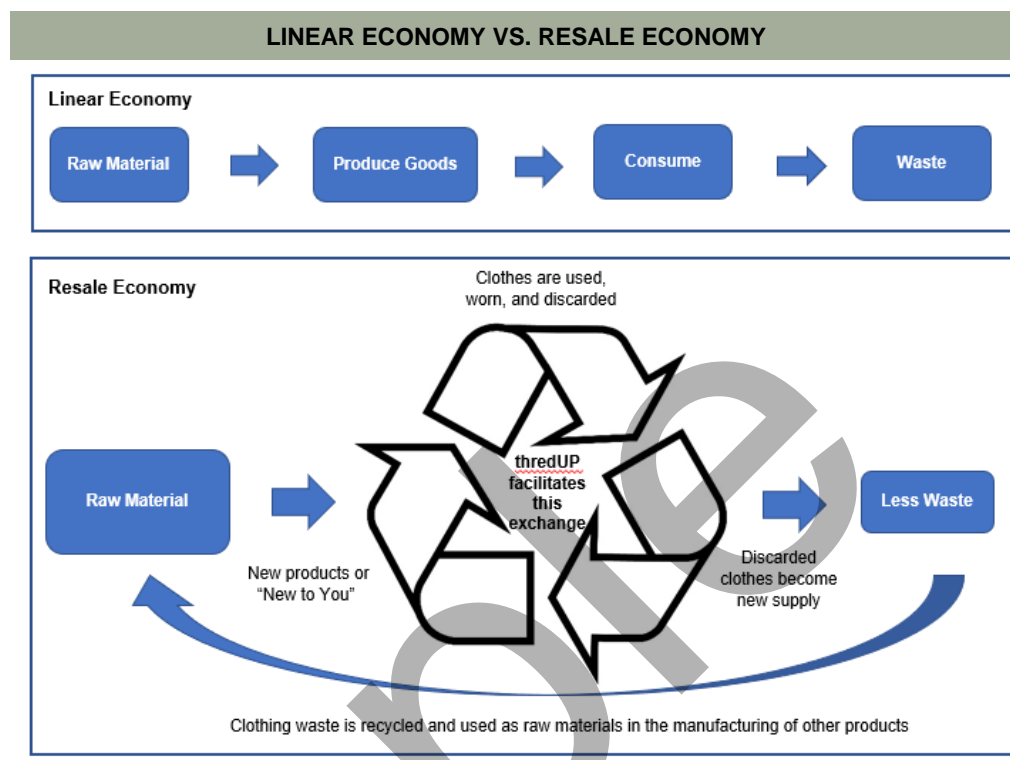 LINEAR ECONOMY VS. RESALE ECONOMY
Linear Economy
Raw Material
Produce Goods
Consume
Waste
Resale Economy
Clothes are used,
worn, and discarded
thredUP
facilitates
this
exchange
Raw Material
Less Waste
New products or
“New to You”
Discarded
clothes become
new supply
Clothing waste is recycled and used as raw materials in the manufacturing of other products